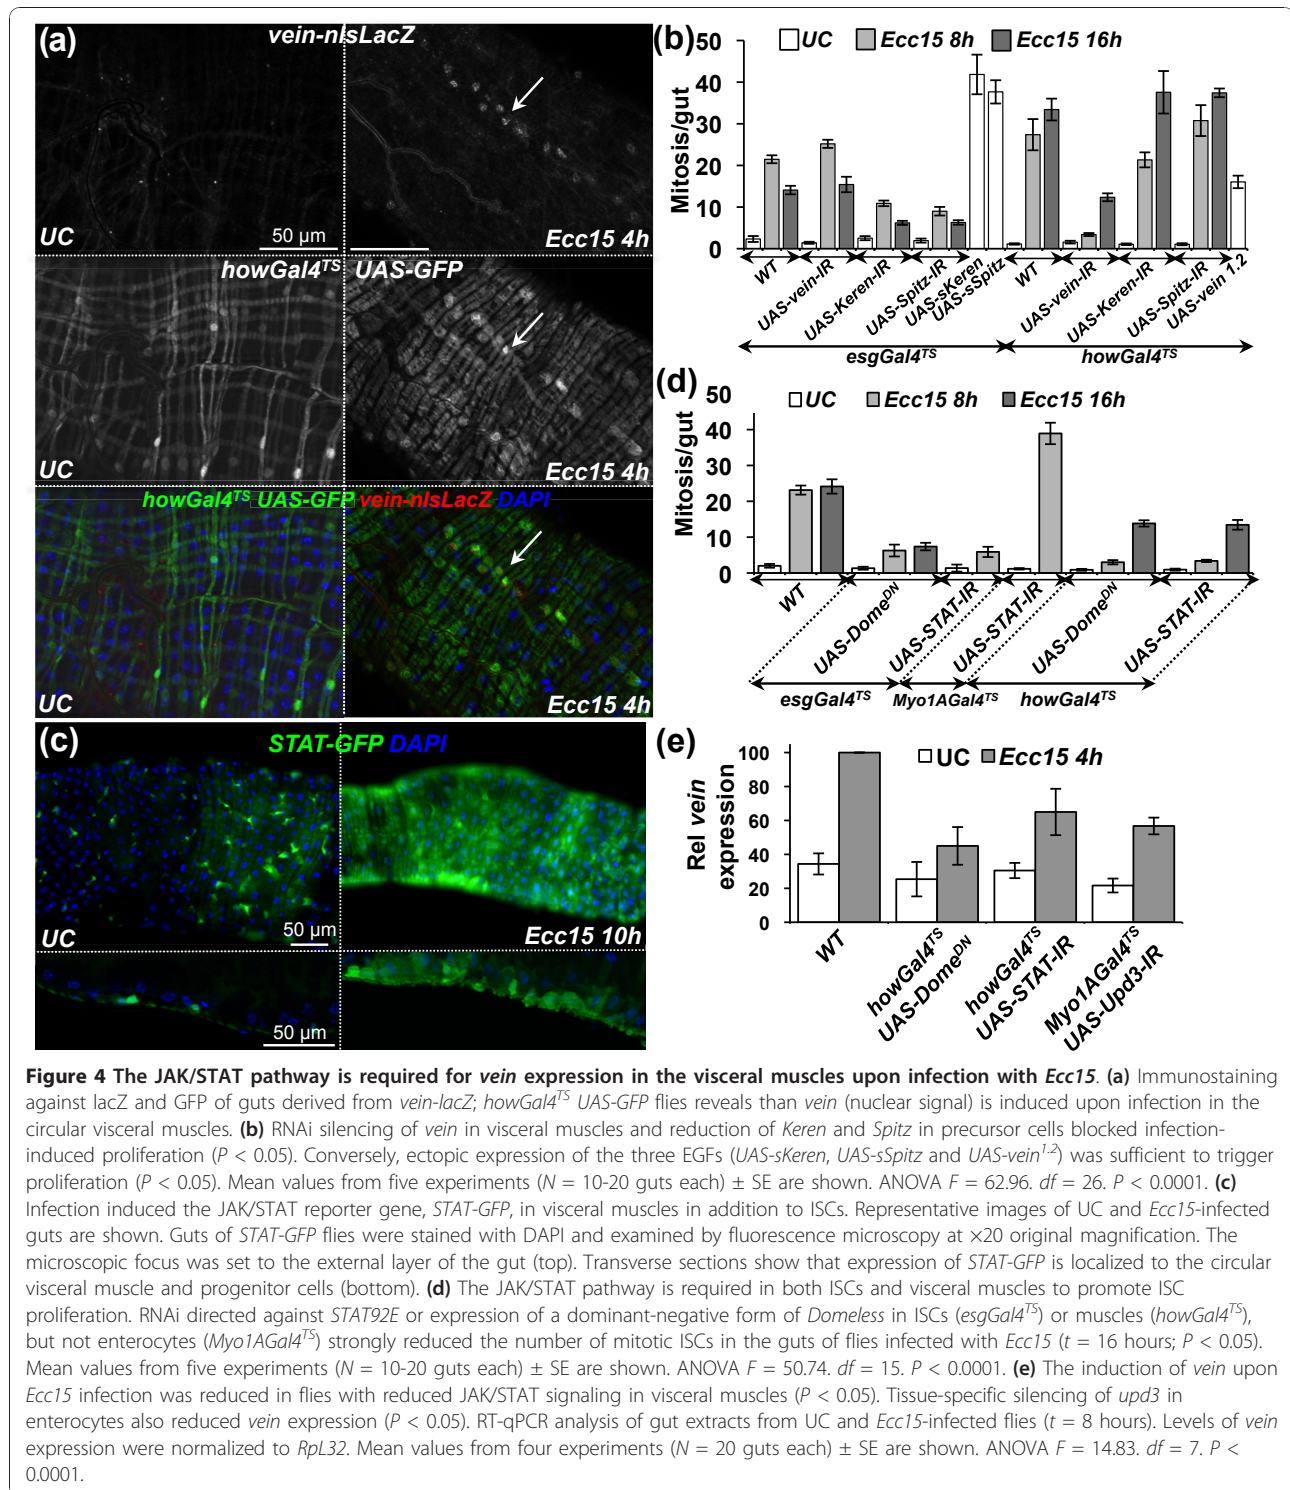 (a)
vein-nlsLacZ
UC
50 µm
Ecc15 4h
howGal4TS UAS-GFP
UC
Ecc15 4h
howGal4TS UAS-GFP vein-nlsLacZ DAPI
UC
Ecc15 4h
(b)
UC Ecc15 8h Ecc15 16h
Mitosis/gut
50
40
30
20
10
0
WT
UAS-vein-IR
UAS-Keren-IR
UAS-Spitz-IR
UAS-sKeren
UAS-sSpitz
WT
UAS-vein-IR
UAS-Keren-IR
UAS-Spitz-IR
UAS-vein 1.2
esgGal4TS
howGal4TS
(c)
STAT-GFP DAPI
UC
50 µm
Ecc15 10h
50 µm
(d)
UC Ecc15 8h Ecc15 16h
Mitosis/gut
50
40
30
20
10
0
WT
UAS-DomeDN
UAS-STAT-IR
UAS-STAT-IR
UAS-DomeDN
UAS-STAT-IR
esgGal4TS
Myo1AGal4TS
howGal4TS
(e)
UC Ecc15 4h
Rel vein
expression
100
80
60
40
20
0
WT
howGal4TS
UAS-DomeDN
howGal4TS
UAS-STAT-IR
Myo1AGal4TS
UAS-Upd3-IR
Figure 4 The JAK/STAT pathway is required for vein expression in the visceral muscles upon infection with Ecc15. (a) Immunostaining
against lacZ and GFP of guts derived from vein-lacZ; howGal4TS UAS-GFP flies reveals than vein (nuclear signal) is induced upon infection in the
circular visceral muscles. (b) RNAi silencing of vein in visceral muscles and reduction of Keren and Spitz in precursor cells blocked infection-
induced proliferation (P < 0.05). Conversely, ectopic expression of the three EGFs (UAS-sKeren, UAS-sSpitz and UAS-vein1.2) was sufficient to trigger
proliferation (P < 0.05). Mean values from five experiments (N = 10-20 guts each) ± SE are shown. ANOVA F = 62.96. df = 26. P < 0.0001. (c)
Infection induced the JAK/STAT reporter gene, STAT-GFP, in visceral muscles in addition to ISCs. Representative images of UC and Ecc15-infected
guts are shown. Guts of STAT-GFP flies were stained with DAPI and examined by fluorescence microscopy at ×20 original magnification. The
microscopic focus was set to the external layer of the gut (top). Transverse sections show that expression of STAT-GFP is localized to the circular
visceral muscle and progenitor cells (bottom). (d) The JAK/STAT pathway is required in both ISCs and visceral muscles to promote ISC
proliferation. RNAi directed against STAT92E or expression of a dominant-negative form of Domeless in ISCs (esgGal4TS) or muscles (howGal4TS),
but not enterocytes (Myo1AGal4TS) strongly reduced the number of mitotic ISCs in the guts of flies infected with Ecc15 (t = 16 hours; P < 0.05).
Mean values from five experiments (N = 10-20 guts each) ± SE are shown. ANOVA F = 50.74. df = 15. P < 0.0001. (e) The induction of vein upon
Ecc15 infection was reduced in flies with reduced JAK/STAT signaling in visceral muscles (P < 0.05). Tissue-specific silencing of upd3 in
enterocytes also reduced vein expression (P < 0.05). RT-qPCR analysis of gut extracts from UC and Ecc15-infected flies (t = 8 hours). Levels of vein
expression were normalized to RpL32. Mean values from four experiments (N = 20 guts each) ± SE are shown. ANOVA F = 14.83. df = 7. P <
0.0001.